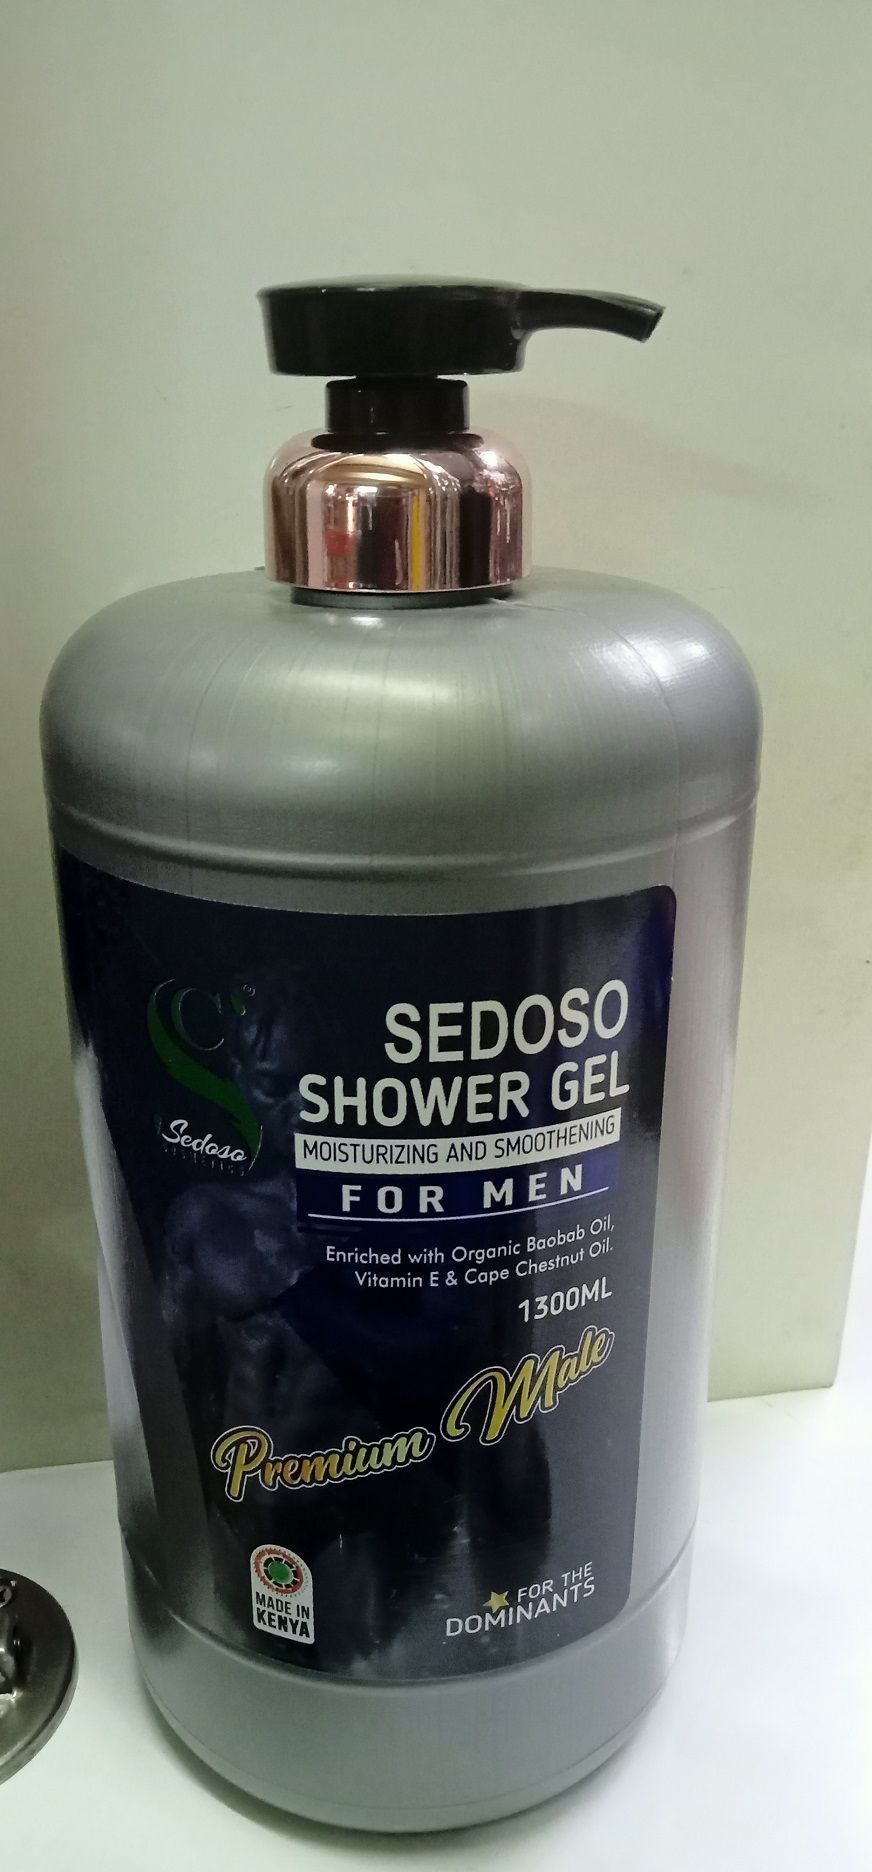 Sedoso
COSMETICS
SEDOSO
SHOWER GEL
MOISTURIZING AND SMOOTHENING
FOR MEN
Enriched with Organic Baobab Oil,
Vitamin E & Cape Chestnut Oil.
1300ML
Premium Male
MADE IN
KENYA
FOR THE
DOMINANTS